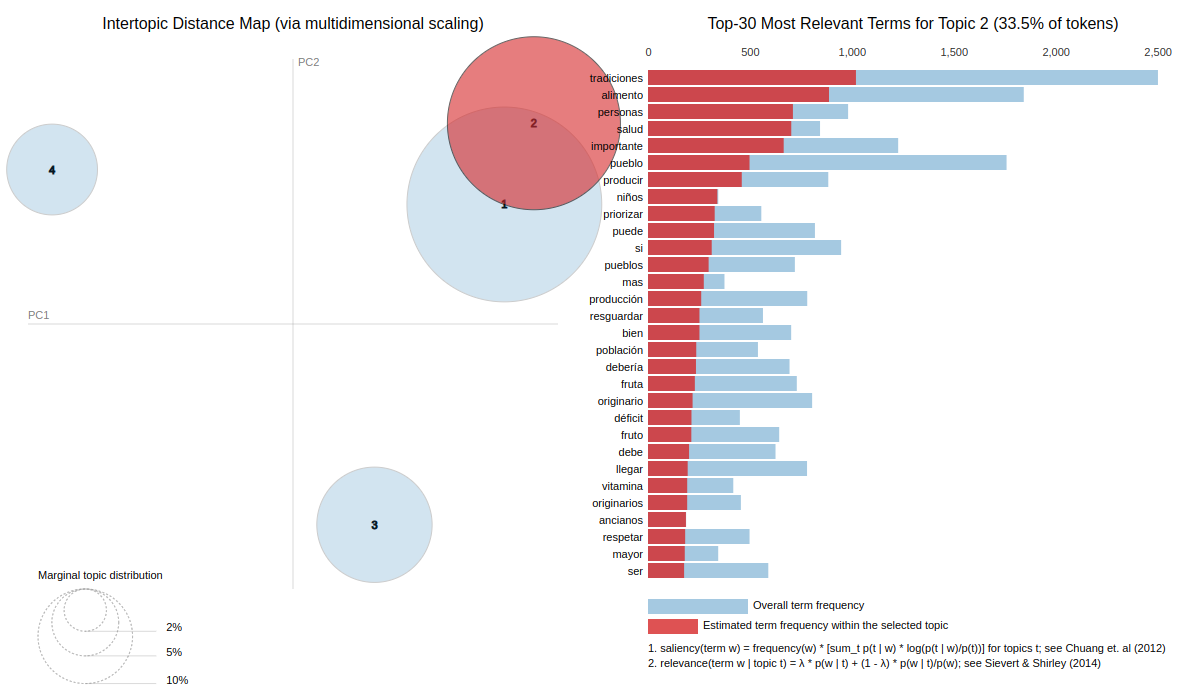 Intertopic Distance Map (via multidimensional scaling)
PC2
PC1
4
2
1
3
Marginal topic distribution
2%
5%
10%
Top-30 Most Relevant Terms for Topic 2 (33.5% of tokens)
0 500 1,000 1,500 2,000 2,500
tradiciones
alimento
personas
salud
importante
pueblo
producir
niños
priorizar
puede
si
pueblos
mas
producción
resguardar
bien
población
debería
fruta
originario
déficit
fruto
debe
llegar
vitamina
originarios
ancianos
respetar
mayor
ser
Overall term frequency
Estimated term frequency within the selected topic
1. saliency(term w) = frequency(w) * [sum_t p(t | w) * log(p(t | w)/p(t))] for topics t; see Chuang et. al (2012)
2. relevance(term w | topic t) = λ * p(w | t) + (1 - λ) * p(w | t)/p(w); see Sievert & Shirley (2014)